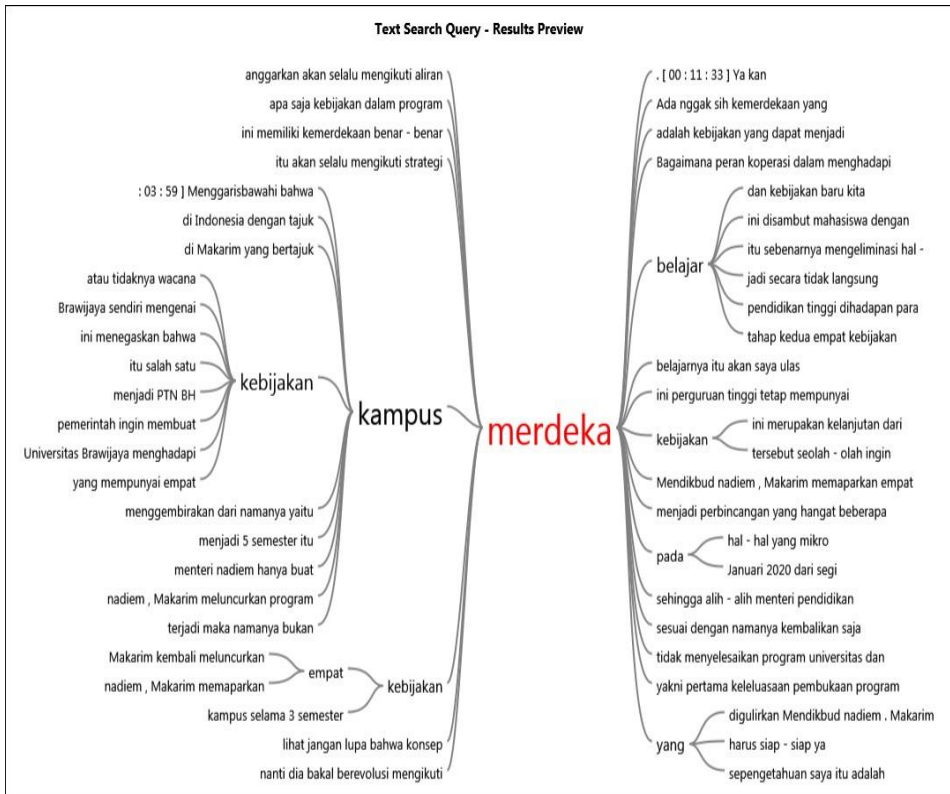 Text Search Query - Results Preview
anggarkan akan selalu mengikuti aliran
apa saja kebijakan dalam program
ini memiliki kemerdekaan benar - benar
itu akan selalu mengikuti strategi
: 03 : 59 ] Menggarisbawahi bahwa
di Indonesia dengan tajuk
di Makarim yang bertajuk
atau tidaknya wacana
Brawijaya sendiri mengenai
ini menegaskan bahwa
itu salah satu
menjadi PTN BH
pemerintah ingin membuat
Universitas Brawijaya menghadapi
yang mempunyai empat
kebijakan
menggembirakan dari namanya yaitu
menjadi 5 semester itu
menteri nadiem hanya buat
nadiem , Makarim meluncurkan program
terjadi maka namanya bukan
kampus
Makarim kembali meluncurkan
nadiem , Makarim memaparkan
empat
kampus selama 3 semester
kebijakan
lihat jangan lupa bahwa konsep
nanti dia bakal berevolusi mengikuti
merdeka
. [ 00 : 11 : 33 ] Ya kan
Ada nggak sih kemerdekaan yang
adalah kebijakan yang dapat menjadi
Bagaimana peran koperasi dalam menghadapi
belajar
dan kebijakan baru kita
ini disambut mahasiswa dengan
itu sebenarnya mengeliminasi hal -
jadi secara tidak langsung
pendidikan tinggi dihadapan para
tahap kedua empat kebijakan
belajarnya itu akan saya ulas
ini perguruan tinggi tetap mempunyai
kebijakan
ini merupakan kelanjutan dari
tersebut seolah - olah ingin
Mendikbud nadiem , Makarim memaparkan empat
menjadi perbincangan yang hangat beberapa
pada
hal - hal yang mikro
Januari 2020 dari segi
sehingga alih - alih menteri pendidikan
sesuai dengan namanya kembalikan saja
tidak menyelesaikan program universitas dan
yakni pertama keleluasaan pembukaan program
yang
digulirkan Mendikbud nadiem . Makarim
harus siap - siap ya
sepengetahuan saya itu adalah